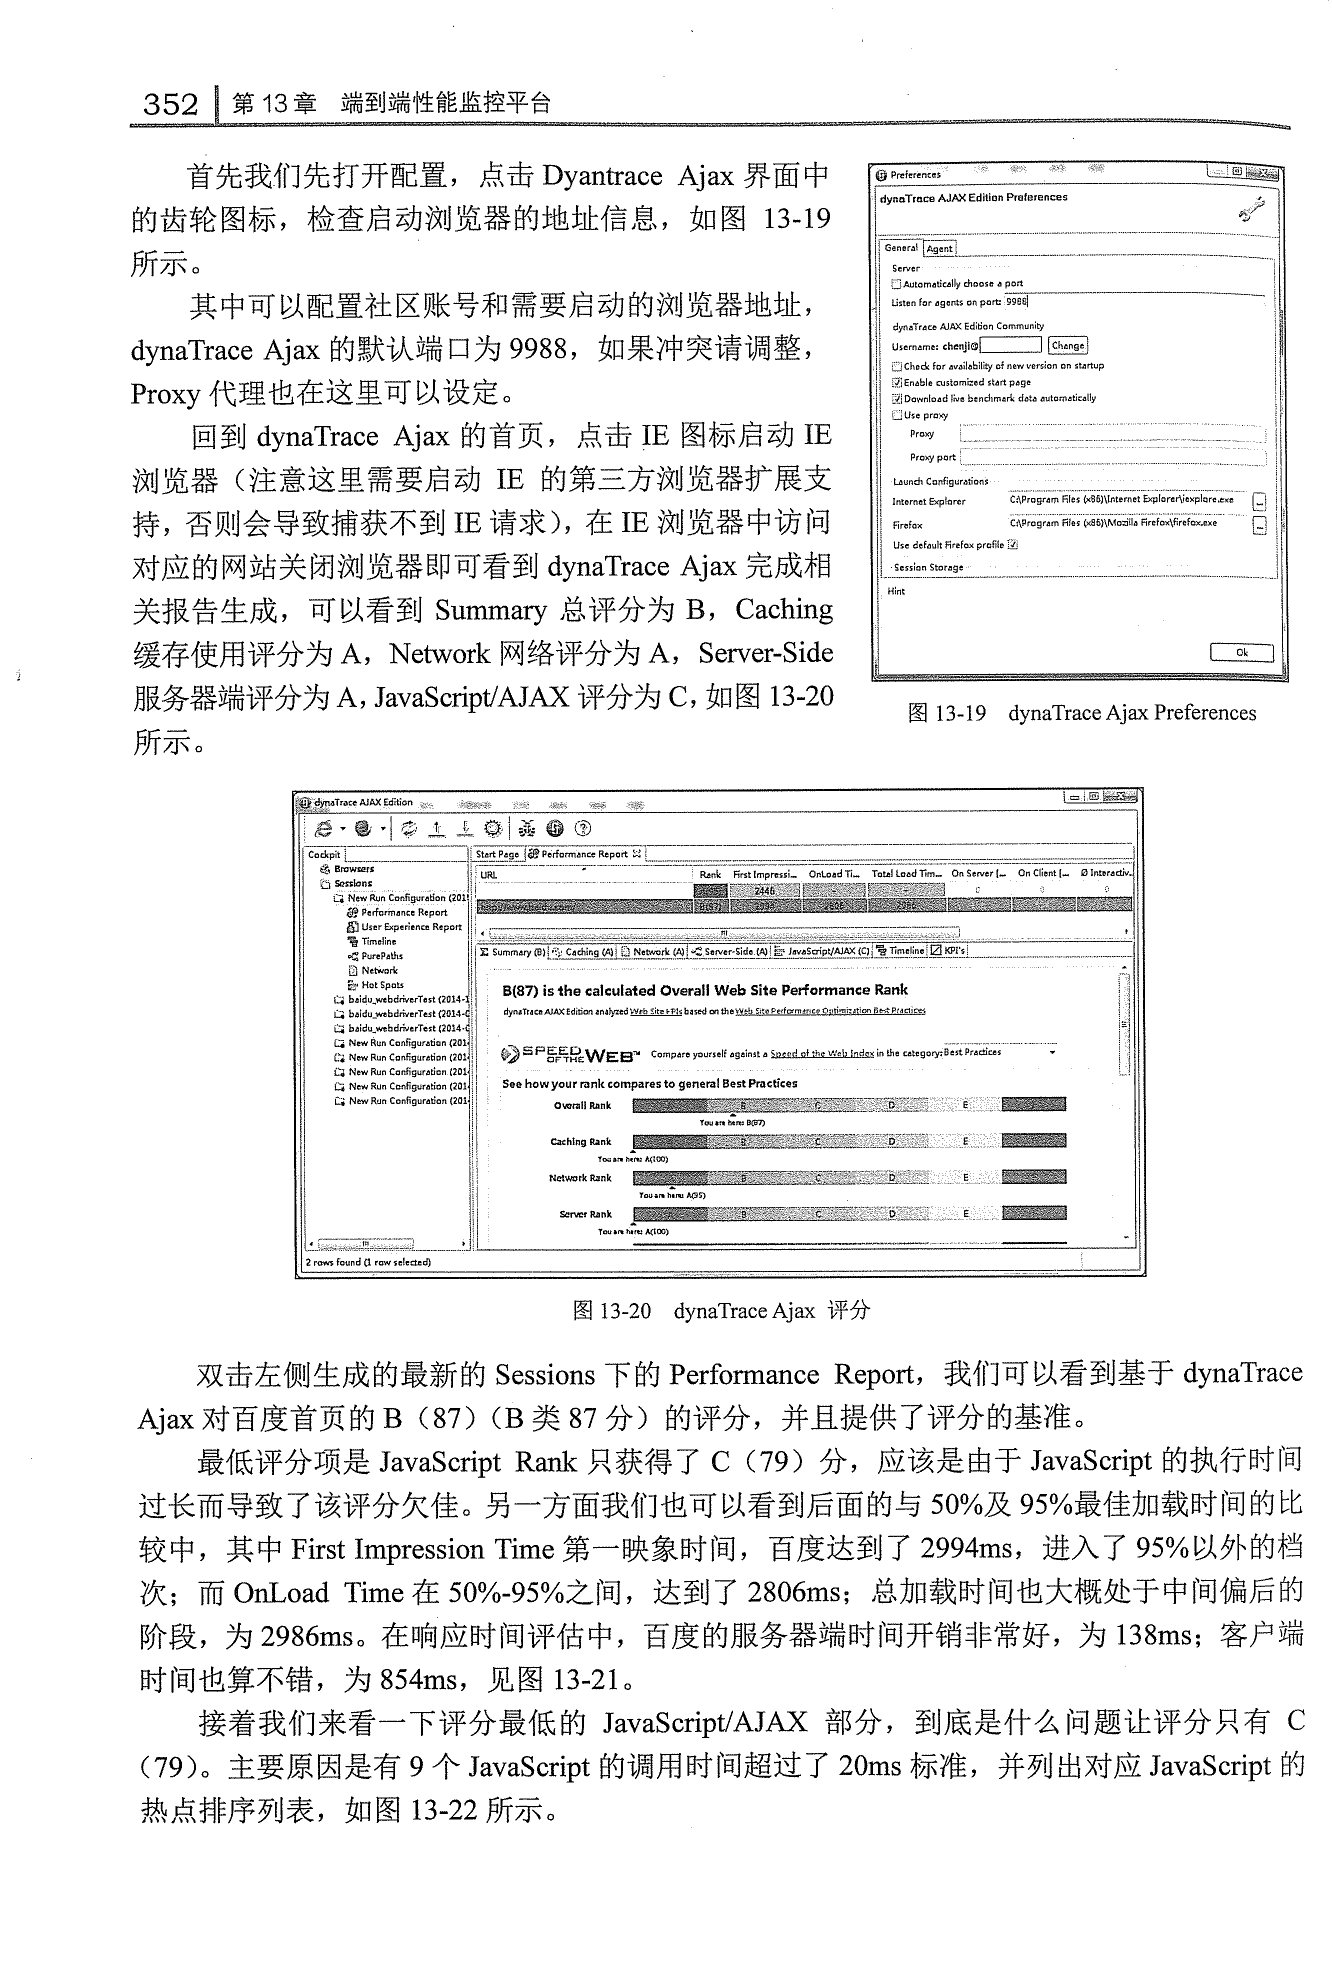 352 第13章 端到端性能监控平台
首先我们先打开配置，点击 Dyantrace Ajax 界面中
的齿轮图标，检查启动浏览器的地址信息，如图 13-19
所示。
其中可以配置社区账号和需要启动的浏览器地址，
dynaTrace Ajax 的默认端口为 9988，如果冲突请调整，
Proxy 代理也在这里可以设定。
回到 dynaTrace Ajax 的首页，点击 IE 图标启动 IE
浏览器（注意这里需要启动 IE 的第三方浏览器扩展支
持，否则会导致捕获不到 IE 请求），在 IE 浏览器中访问
对应的网站关闭浏览器即可看到 dynaTrace Ajax 完成相
关报告生成，可以看到 Summary 总评分为 B，Caching
缓存使用评分为 A，Network 网络评分为 A，Server-Side
服务器端评分为 A，JavaScript/AJAX 评分为 C，如图 13-20
所示。
Preferences
dynaTrace AJAX Edition Preferences
General Agent
Server
Automatically choose a port
Listen for agents on port: 9988
dynaTrace AJAX Edition Community
Username: chenji@ Change
Check for availability of new version on startup
Enable customized start page
Download live benchmark data automatically
Use proxy
Proxy
Proxy port
Launch Configurations
Internet Explorer C:\Program Files (x86)\Internet Explorer\iexplore.exe ...
Firefox C:\Program Files (x86)\Mozilla Firefox\firefox.exe ...
Use default Firefox profile
Session Storage
Hint
Ok
图 13-19 dynaTrace Ajax Preferences
dynaTrace AJAX Edition
Cockpit
Browsers
Sessions
New Run Configuration (201
Performance Report
User Experience Report
Timeline
PurePaths
Network
Hot Spots
baidu_webdriverTest (2014-1
baidu_webdriverTest (2014-0
baidu_webdriverTest (2014-0
New Run Configuration (201
New Run Configuration (201
New Run Configuration (201
New Run Configuration (201
New Run Configuration (201
Start Page Performance Report
URL Rank First Impressi... OnLoad Ti... Total Load Tim... On Server [... On Client [... Ø Interactiv..
2446 - -
B(87) 2995 2806 2986
Summary (B) Caching (A) Network (A) Server-Side (A) JavaScript/AJAX (C) Timeline KPI's
B(87) is the calculated Overall Web Site Performance Rank
dynaTrace AJAX Edition analyzed Web Site KPIs based on the Web Site Performance Optimization Best Practices
SPEED OF THE WEB™ Compare yourself against a Speed of the Web Index in the category: Best Practices
See how your rank compares to general Best Practices
Overall Rank B C D E
You are here: B(87)
Caching Rank B C D E
You are here: A(100)
Network Rank B C D E
You are here: A(95)
Server Rank B C D E
You are here: A(100)
2 rows found (1 row selected)
图 13-20 dynaTrace Ajax 评分
双击左侧生成的最新的 Sessions 下的 Performance Report，我们可以看到基于 dynaTrace
Ajax 对百度首页的 B（87）（B 类 87 分）的评分，并且提供了评分的基准。
最低评分项是 JavaScript Rank 只获得了 C（79）分，应该是由于 JavaScript 的执行时间
过长而导致了该评分欠佳。另一方面我们也可以看到后面的与 50%及 95%最佳加载时间的比
较中，其中 First Impression Time 第一映象时间，百度达到了 2994ms，进入了 95%以外的档
次；而 OnLoad Time 在 50%-95%之间，达到了 2806ms；总加载时间也大概处于中间偏后的
阶段，为 2986ms。在响应时间评估中，百度的服务器端时间开销非常好，为 138ms；客户端
时间也算不错，为 854ms，见图 13-21。
接着我们来看一下评分最低的 JavaScript/AJAX 部分，到底是什么问题让评分只有 C
（79）。主要原因是有 9 个 JavaScript 的调用时间超过了 20ms 标准，并列出对应 JavaScript 的
热点排序列表，如图 13-22 所示。